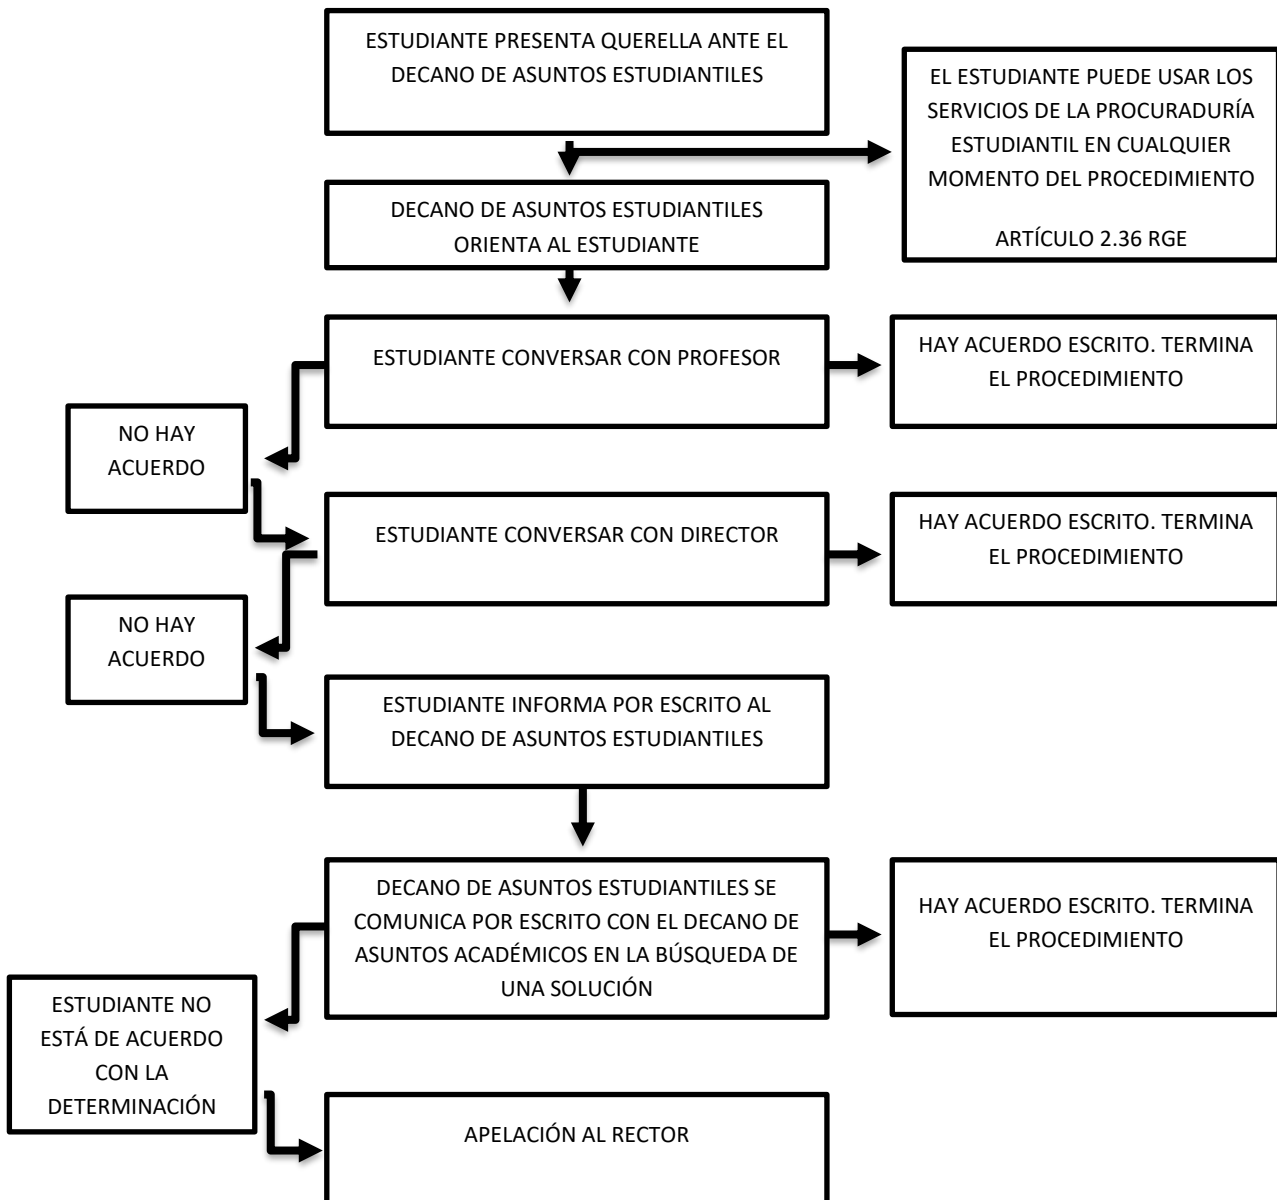 ESTUDIANTE PRESENTA QUERELLA ANTE EL
DECANO DE ASUNTOS ESTUDIANTILES
EL ESTUDIANTE PUEDE USAR LOS
SERVICIOS DE LA PROCURADURÍA
ESTUDIANTIL EN CUALQUIER
MOMENTO DEL PROCEDIMIENTO
ARTÍCULO 2.36 RGE
DECANO DE ASUNTOS ESTUDIANTILES
ORIENTA AL ESTUDIANTE
ESTUDIANTE CONVERSAR CON PROFESOR
HAY ACUERDO ESCRITO. TERMINA
EL PROCEDIMIENTO
NO HAY
ACUERDO
ESTUDIANTE CONVERSAR CON DIRECTOR
HAY ACUERDO ESCRITO. TERMINA
EL PROCEDIMIENTO
NO HAY
ACUERDO
ESTUDIANTE INFORMA POR ESCRITO AL
DECANO DE ASUNTOS ESTUDIANTILES
DECANO DE ASUNTOS ESTUDIANTILES SE
COMUNICA POR ESCRITO CON EL DECANO DE
ASUNTOS ACADÉMICOS EN LA BÚSQUEDA DE
UNA SOLUCIÓN
HAY ACUERDO ESCRITO. TERMINA
EL PROCEDIMIENTO
ESTUDIANTE NO
ESTÁ DE ACUERDO
CON LA
DETERMINACIÓN
APELACIÓN AL RECTOR